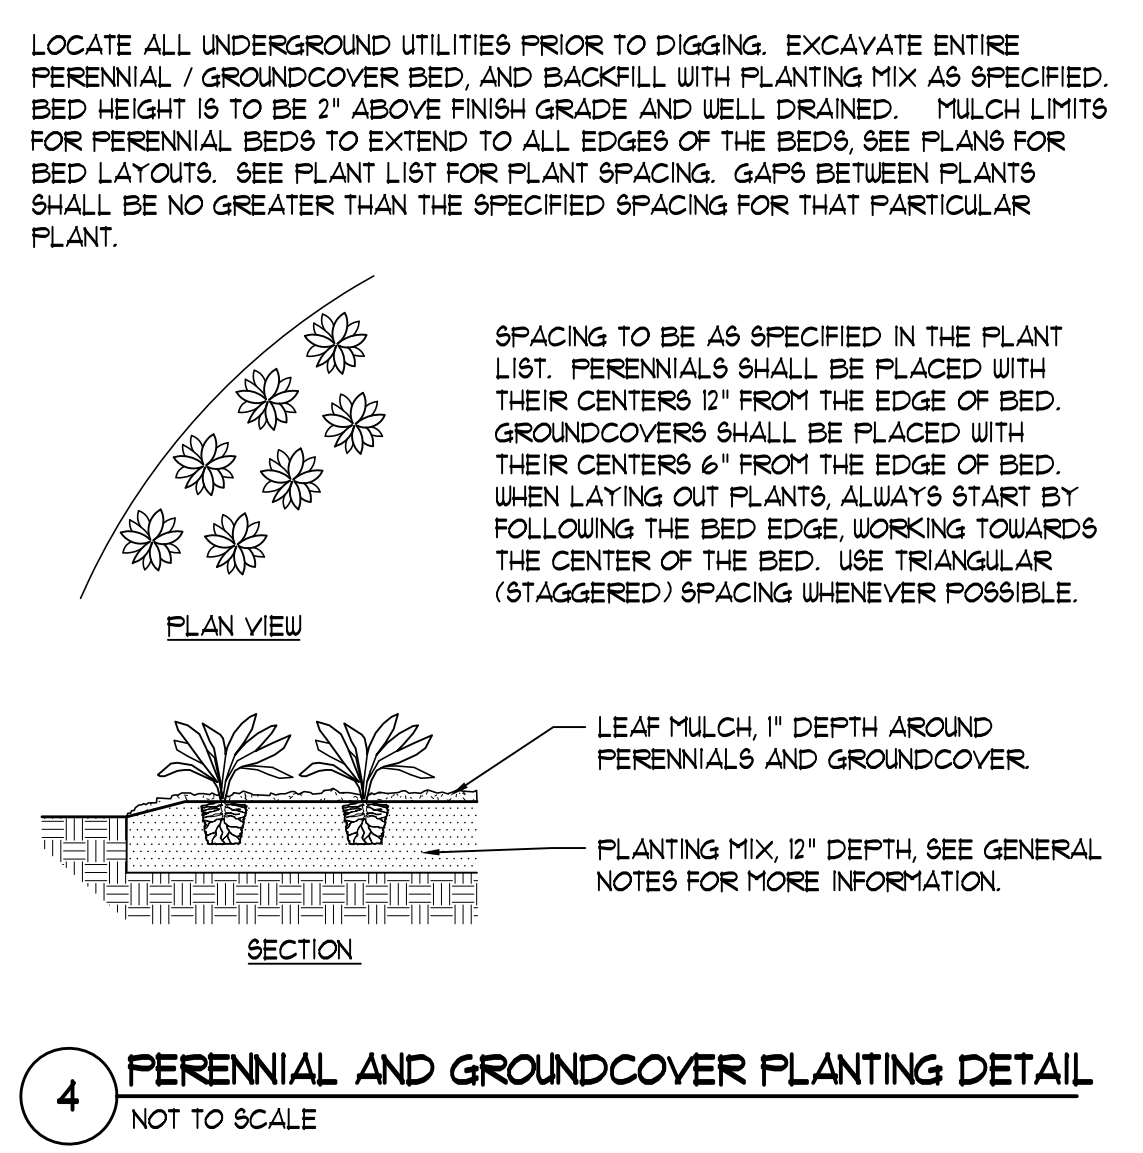 LOCATE ALL UNDERGROUND UTILITIES PRIOR TO DIGGING.  EXCAVATE ENTIRE
PERENNIAL / GROUNDCOVER BED, AND BACKFILL WITH PLANTING MIX AS SPECIFIED.
BED HEIGHT IS TO BE 2" ABOVE FINISH GRADE AND WELL DRAINED.    MULCH LIMITS
FOR PERENNIAL BEDS TO EXTEND TO ALL EDGES OF THE BEDS, SEE PLANS FOR
BED LAYOUTS.  SEE PLANT LIST FOR PLANT SPACING.  GAPS BETWEEN PLANTS
SHALL BE NO GREATER THAN THE SPECIFIED SPACING FOR THAT PARTICULAR
PLANT.
SPACING TO BE AS SPECIFIED IN THE PLANT
LIST.  PERENNIALS SHALL BE PLACED WITH
THEIR CENTERS 12" FROM THE EDGE OF BED.
GROUNDCOVERS SHALL BE PLACED WITH
THEIR CENTERS 6" FROM THE EDGE OF BED.
WHEN LAYING OUT PLANTS, ALWAYS START BY
FOLLOWING THE BED EDGE, WORKING TOWARDS
THE CENTER OF THE BED.  USE TRIANGULAR
(STAGGERED) SPACING WHENEVER POSSIBLE.
PLAN VIEW
LEAF MULCH, 1" DEPTH AROUND
PERENNIALS AND GROUNDCOVER.
PLANTING MIX, 12" DEPTH, SEE GENERAL
NOTES FOR MORE INFORMATION.
SECTION
4
PERENNIAL AND GROUNDCOVER PLANTING DETAIL
NOT TO SCALE